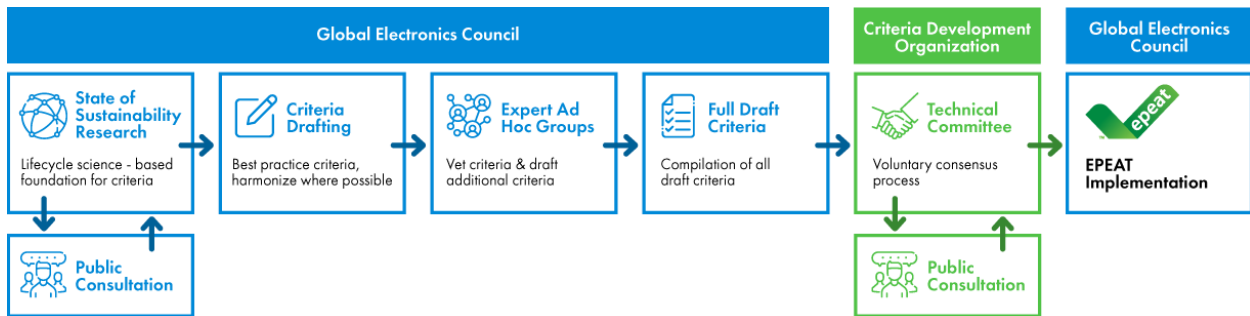 Global Electronics Council
Criteria Development
Organization
Global Electronics
Council
State of
Sustainability
Research
Lifecycle science - based
foundation for criteria
Criteria
Drafting
Best practice criteria,
harmonize where possible
Expert Ad
Hoc Groups
Vet criteria & draft
additional criteria
Full Draft
Criteria
Compilation of all
draft criteria
Technical
Committee
Voluntary consensus
process
epeat
TM
EPEAT
Implementation
Public
Consultation
Public
Consultation